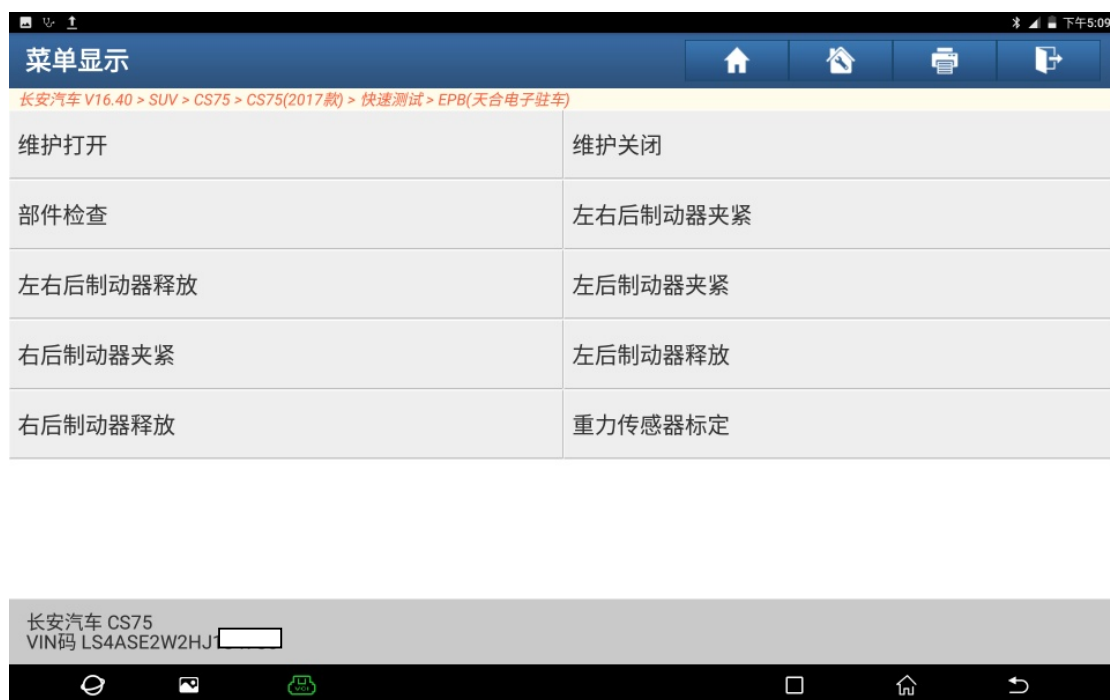 下午5:09
菜单显示
长安汽车 V16.40 > SUV > CS75 > CS75(2017款) > 快速测试 > EPB(天合电子驻车)
维护打开
维护关闭
部件检查
左右后制动器夹紧
左右后制动器释放
左后制动器夹紧
右后制动器夹紧
左后制动器释放
右后制动器释放
重力传感器标定
长安汽车 CS75
VIN码 LS4ASE2W2HJ1
VCI